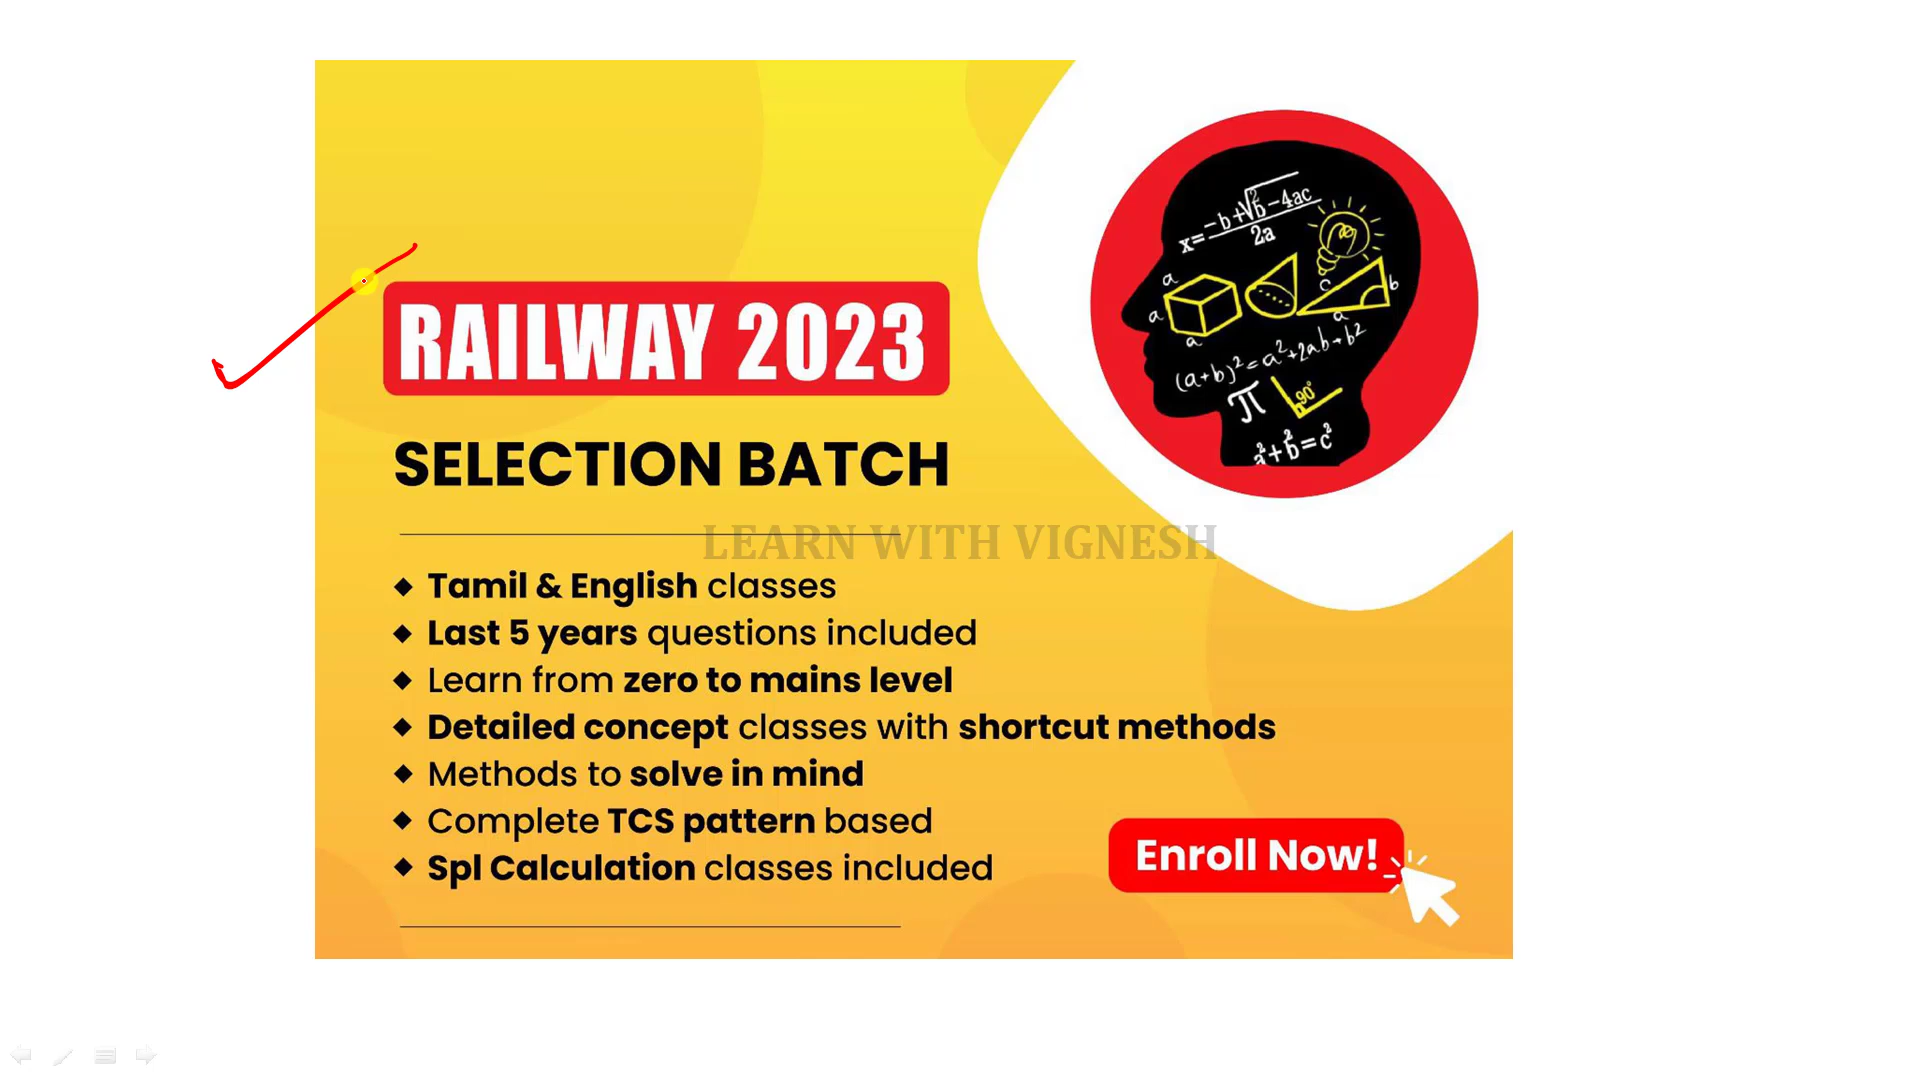 RAILWAY 2023
SELECTION BATCH
LEARN WITH VIGNESH
Tamil & English classes
Last 5 years questions included
Learn from zero to mains level
Detailed concept classes with shortcut methods
Methods to solve in mind
Complete TCS pattern based
Spl Calculation classes included
Enroll Now!
x=-b+√b²-4ac
2a
a
a
a
c
b
a
(a+b)²=a²+2ab+b²
π
90°
a²+b²=c²